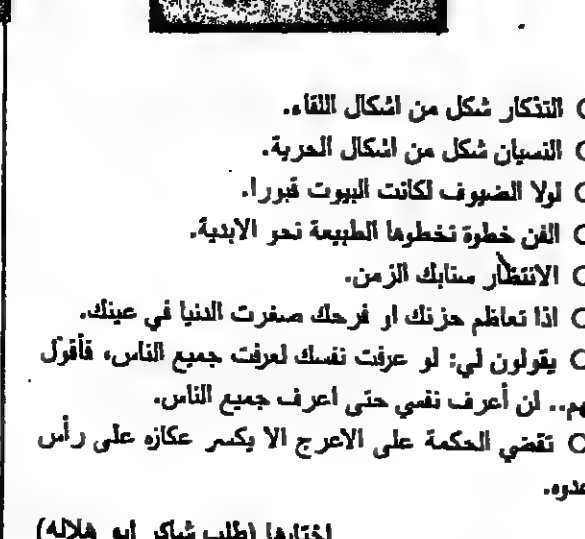 ○ التذكار شكل من اشكال اللقاء.
○ النسيان شكل من اشكال الحرية.
○ لولا الضيوف لكانت البيوت قبورا.
○ الفن خطوة تخطوها الطبيعة نحو الابدية.
○ الانتظار سنابك الزمن.
○ اذا تعاظم حزنك او فرحك صغرت الدنيا في عينك.
○ يقولون لي: لو عرفت نفسك لعرفت جميع الناس، فأقول
لهم.. لن أعرف نفسي حتى اعرف جميع الناس.
○ تقضي الحكمة على الاعرج الا يكسر عكازه على رأس
عدوه.
اختارها (طلب شاكر ابو هلاله)